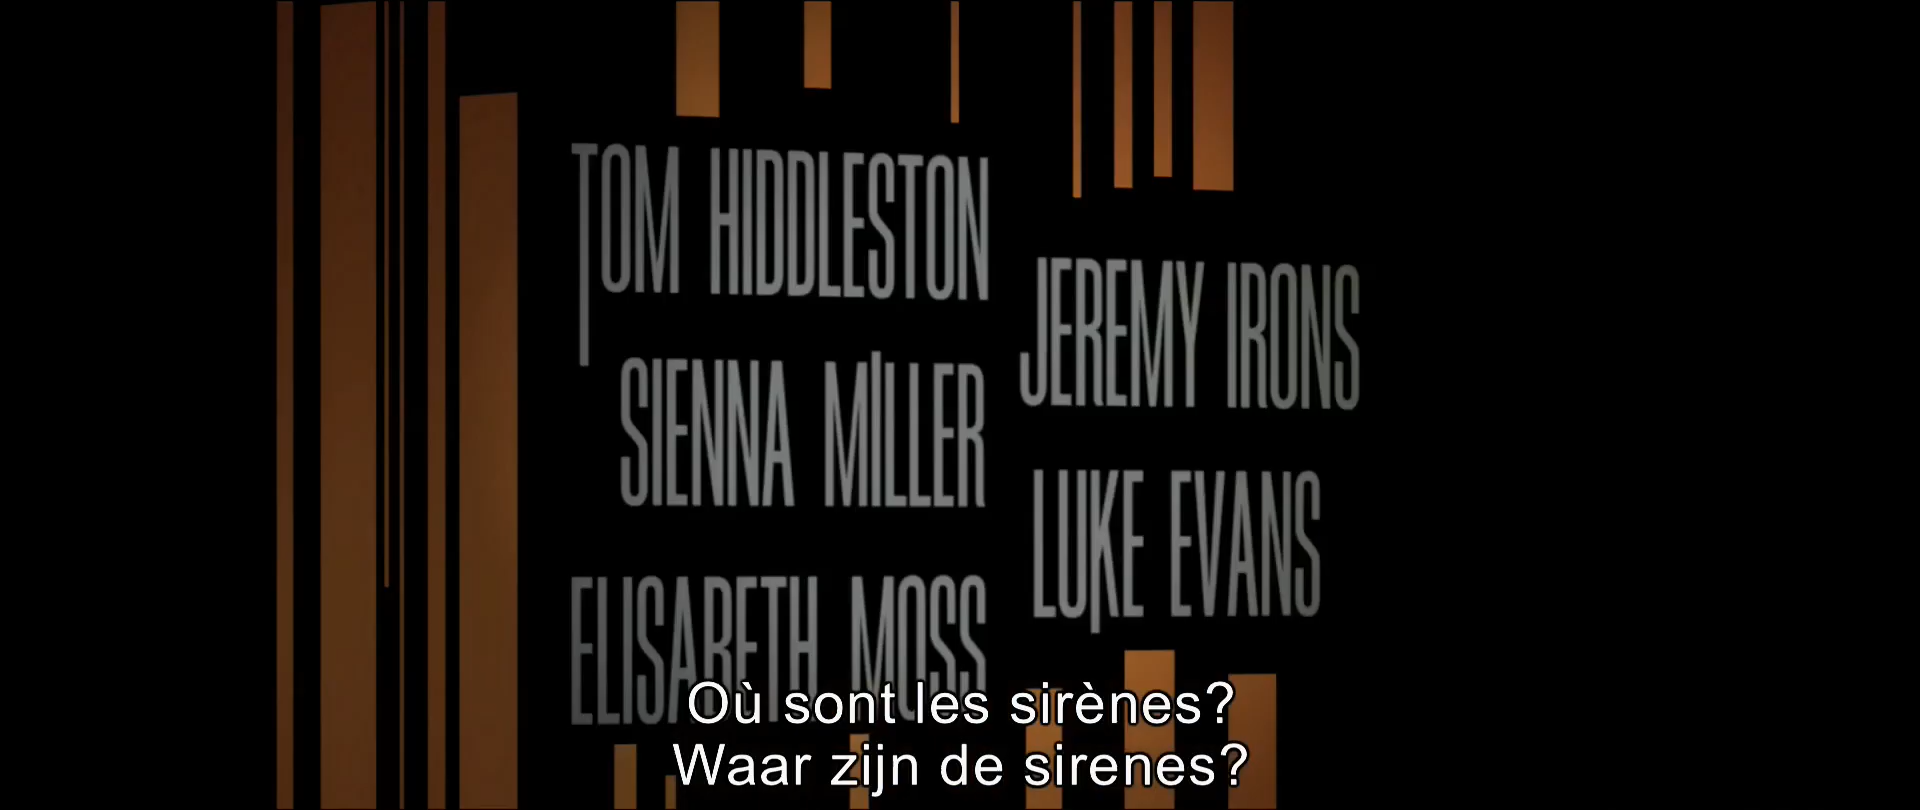 TOM HIDDLESTON
JEREMY IRONS
SIENNA MILLER
LUKE EVANS
ELISABETH MOSS
Où sont les sirènes?
Waar zijn de sirenes?